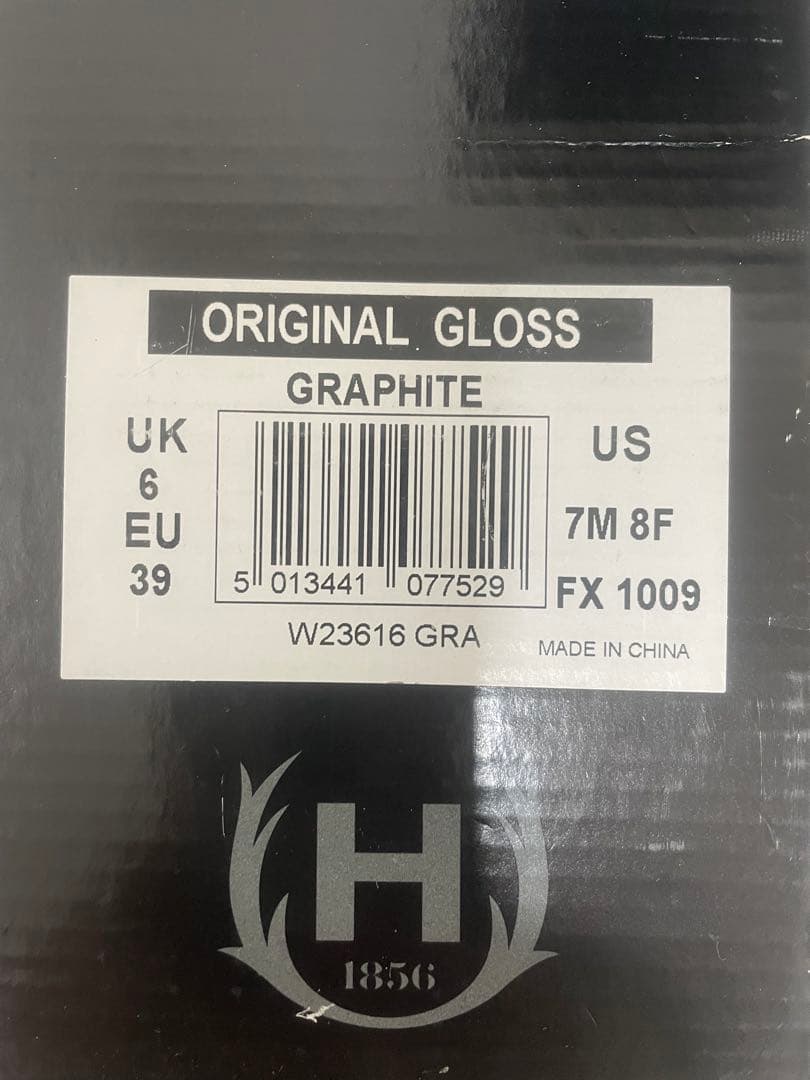 ORIGINAL GLOSS
GRAPHITE
UK
6
EU
39
US
7M 8F
FX 1009
5 013441 077529
W23616 GRA
MADE IN CHINA
H
1856